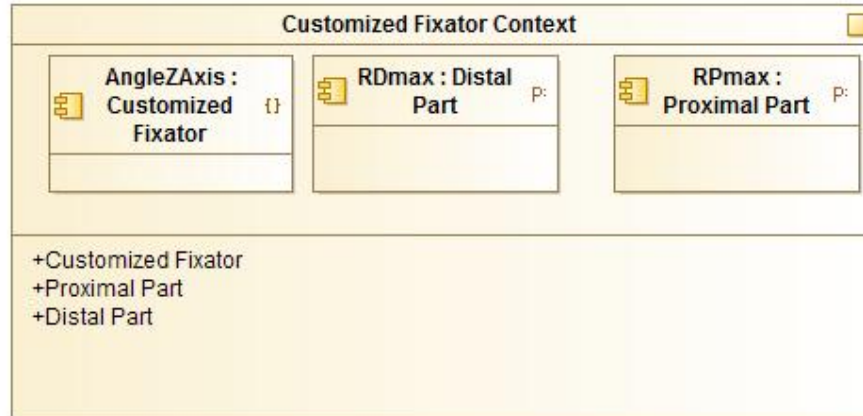 Customized Fixator Context
AngleZAxis :
Customized
Fixator
{}
RDmax : Distal
Part
p:
RPmax :
Proximal Part
p:
+Customized Fixator
+Proximal Part
+Distal Part